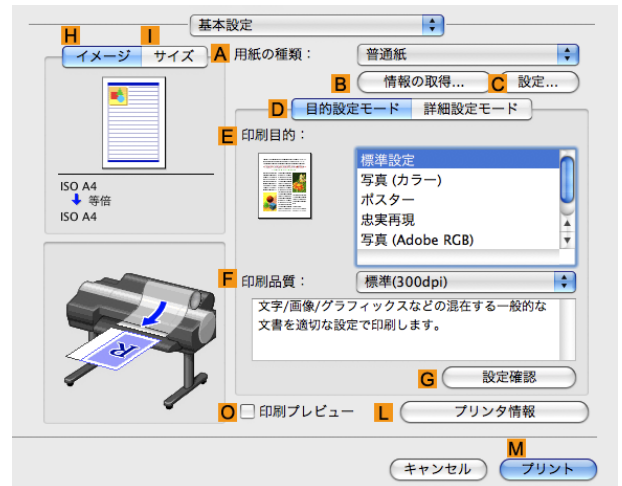 基本設定
H I
イメージ サイズ
A 用紙の種類： 普通紙
B 情報の取得... C 設定...
D 目的設定モード 詳細設定モード
E 印刷目的：
標準設定
写真 (カラー)
ポスター
忠実再現
写真 (Adobe RGB)
ISO A4
等倍
ISO A4
F 印刷品質： 標準(300dpi)
文字/画像/グラフィックスなどの混在する一般的な
文書を適切な設定で印刷します。
R
G 設定確認
O 印刷プレビュー L プリンタ情報
M
キャンセル プリント